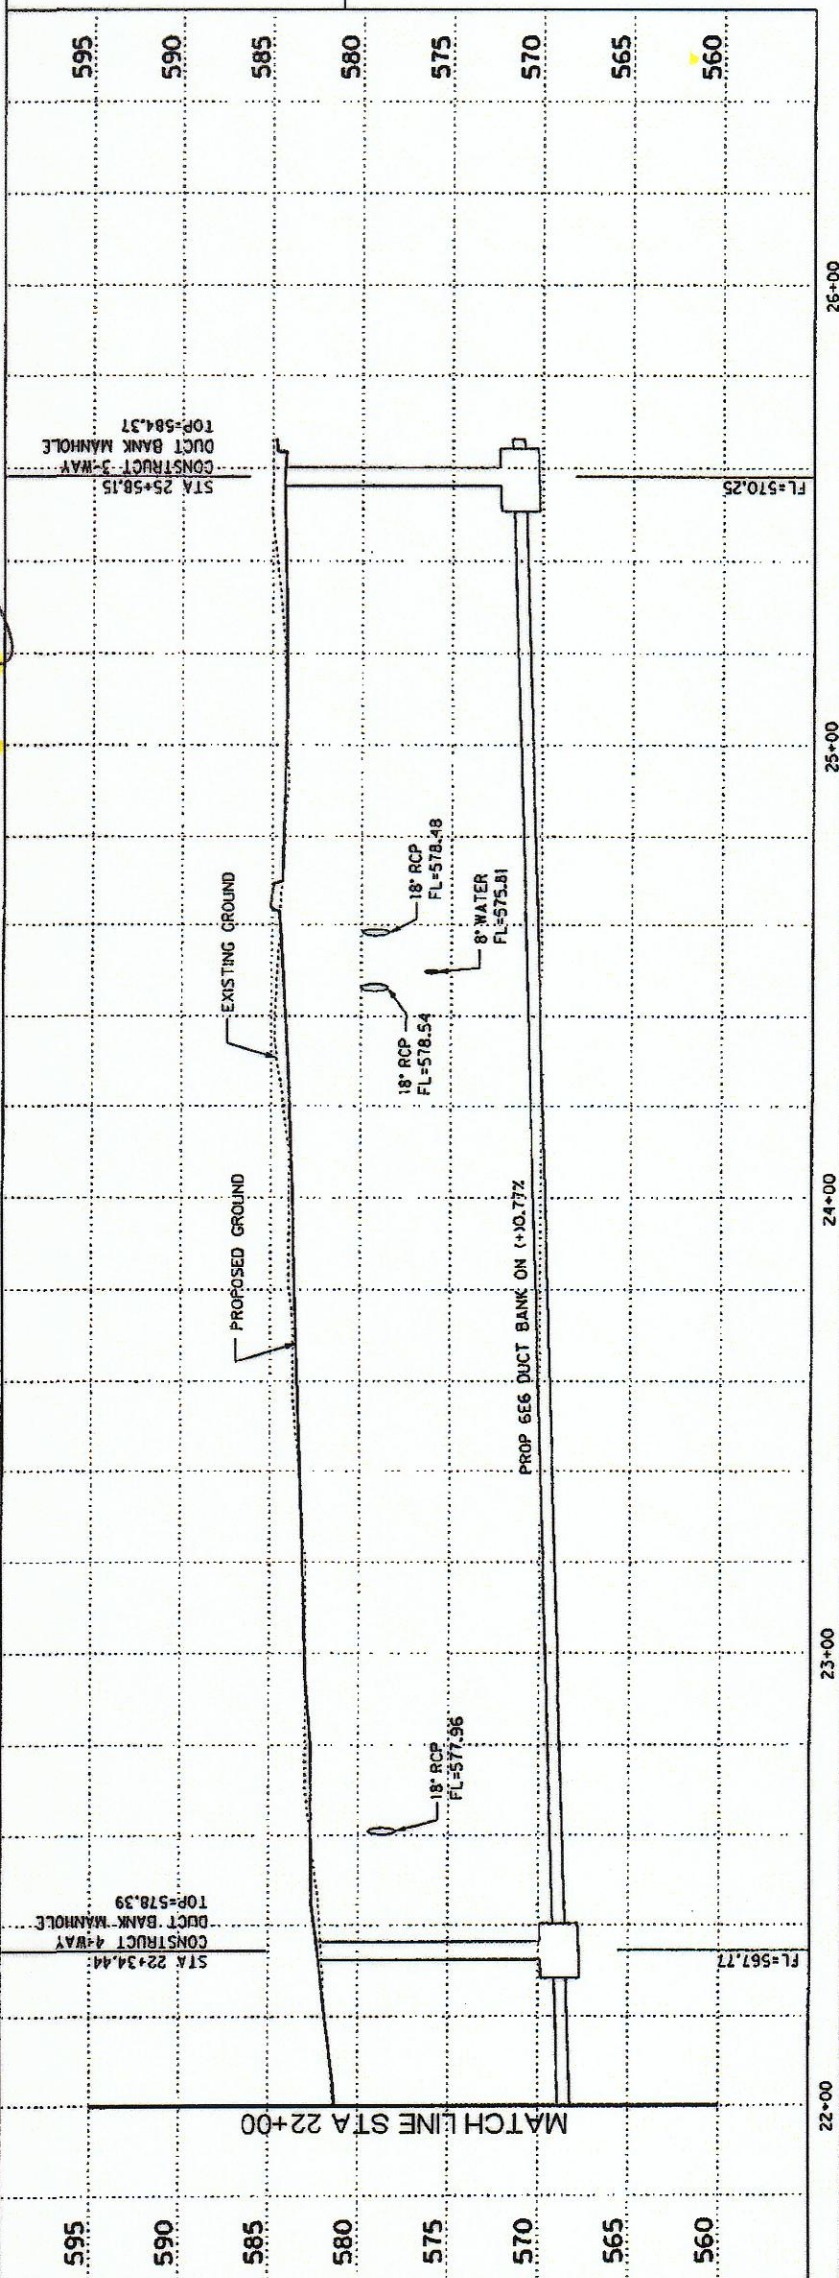 595
590
585
580
575
570
565
560
STA 25+58.15
CONSTRUCT 3-WAY
DUCT BANK MANHOLE
TOP=584.37
FL=570.25
EXISTING GROUND
18" RCP
FL=578.48
8" WATER
FL=575.81
18" RCP
FL=578.54
PROPOSED GROUND
PROP 6E6 DUCT BANK ON (+)0.77%
18" RCP
FL=577.96
STA 22+34.44
CONSTRUCT 4-WAY
DUCT BANK MANHOLE
TOP=578.39
FL=567.77
MATCH LINE STA 22+00
595
590
585
580
575
570
565
560
22+00
23+00
24+00
25+00
26+00